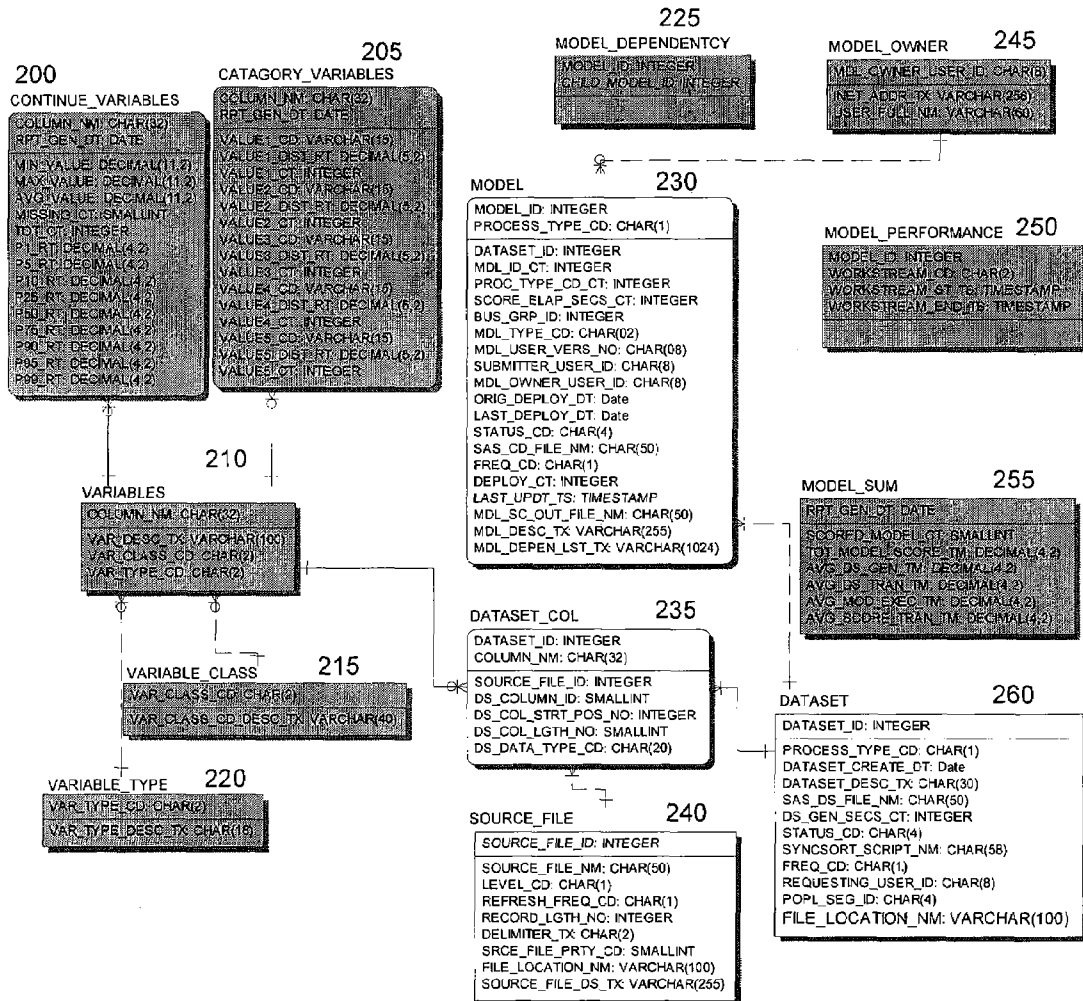 200
CONTINUE_VARIABLES
COLUMN_NM: CHAR(32)
RPT_GEN_DT: DATE
MIN_VALUE: DECIMAL(11,2)
MAX_VALUE: DECIMAL(11,2)
AVG_VALUE: DECIMAL(11,2)
MISSING_CT: SMALLINT
TOT_CT: INTEGER
P1_RT: DECIMAL(4,2)
P5_RT: DECIMAL(4,2)
P10_RT: DECIMAL(4,2)
P25_RT: DECIMAL(4,2)
P50_RT: DECIMAL(4,2)
P75_RT: DECIMAL(4,2)
P90_RT: DECIMAL(4,2)
P95_RT: DECIMAL(4,2)
P99_RT: DECIMAL(4,2)
205
CATAGORY_VARIABLES
COLUMN_NM: CHAR(32)
RPT_GEN_DT: DATE
VALUE1_CD: VARCHAR(15)
VALUE1_DIST_RT: DECIMAL(5,2)
VALUE1_CT: INTEGER
VALUE2_CD: VARCHAR(15)
VALUE2_DIST_RT: DECIMAL(5,2)
VALUE2_CT: INTEGER
VALUE3_CD: VARCHAR(15)
VALUE3_DIST_RT: DECIMAL(5,2)
VALUE3_CT: INTEGER
VALUE4_CD: VARCHAR(15)
VALUE4_DIST_RT: DECIMAL(5,2)
VALUE4_CT: INTEGER
VALUE5_CD: VARCHAR(15)
VALUE5_DIST_RT: DECIMAL(5,2)
VALUE5_CT: INTEGER
210
VARIABLES
COLUMN_NM: CHAR(32)
VAR_DESC_TX: VARCHAR(100)
VAR_CLASS_CD: CHAR(2)
VAR_TYPE_CD: CHAR(2)
215
VARIABLE_CLASS
VAR_CLASS_CD: CHAR(2)
VAR_CLASS_CD_DESC_TX: VARCHAR(40)
220
VARIABLE_TYPE
VAR_TYPE_CD: CHAR(2)
VAR_TYPE_DESC_TX: CHAR(16)
225
MODEL_DEPENDENTCY
MODEL_ID: INTEGER
CHILD_MODEL_ID: INTEGER
230
MODEL
MODEL_ID: INTEGER
PROCESS_TYPE_CD: CHAR(1)
DATASET_ID: INTEGER
MDL_ID_CT: INTEGER
PROC_TYPE_CD_CT: INTEGER
SCORE_ELAP_SECS_CT: INTEGER
BUS_GRP_ID: INTEGER
MDL_TYPE_CD: CHAR(02)
MDL_USER_VERS_NO: CHAR(08)
SUBMITTER_USER_ID: CHAR(8)
MDL_OWNER_USER_ID: CHAR(8)
ORIG_DEPLOY_DT: Date
LAST_DEPLOY_DT: Date
STATUS_CD: CHAR(4)
SAS_CD_FILE_NM: CHAR(50)
FREQ_CD: CHAR(1)
DEPLOY_CT: INTEGER
LAST_UPDT_TS: TIMESTAMP
MDL_SC_OUT_FILE_NM: CHAR(50)
MDL_DESC_TX: VARCHAR(255)
MDL_DEPEN_LST_TX: VARCHAR(1024)
235
DATASET_COL
DATASET_ID: INTEGER
COLUMN_NM: CHAR(32)
SOURCE_FILE_ID: INTEGER
DS_COLUMN_ID: SMALLINT
DS_COL_STRT_POS_NO: INTEGER
DS_COL_LGTH_NO: SMALLINT
DS_DATA_TYPE_CD: CHAR(20)
240
SOURCE_FILE
SOURCE_FILE_ID: INTEGER
SOURCE_FILE_NM: CHAR(50)
LEVEL_CD: CHAR(1)
REFRESH_FREQ_CD: CHAR(1)
RECORD_LGTH_NO: INTEGER
DELIMITER_TX: CHAR(2)
SRCE_FILE_PRTY_CD: SMALLINT
FILE_LOCATION_NM: VARCHAR(100)
SOURCE_FILE_DS_TX: VARCHAR(255)
245
MODEL_OWNER
MDL_OWNER_USER_ID: CHAR(8)
INET_ADDR_TX: VARCHAR(256)
USER_FULL_NM: VARCHAR(60)
250
MODEL_PERFORMANCE
MODEL_ID: INTEGER
WORKSTREAM_CD: CHAR(2)
WORKSTREAM_ST_TS: TIMESTAMP
WORKSTREAM_END_TS: TIMESTAMP
255
MODEL_SUM
RPT_GEN_DT: DATE
SCORED_MODEL_CT: SMALLINT
TOT_MODEL_SCORE_TM: DECIMAL(4,2)
AVG_DS_GEN_TM: DECIMAL(4,2)
AVG_DS_TRAN_TM: DECIMAL(4,2)
AVG_MOD_EXEC_TM: DECIMAL(4,2)
AVG_SCORE_TRAN_TM: DECIMAL(4,2)
260
DATASET
DATASET_ID: INTEGER
PROCESS_TYPE_CD: CHAR(1)
DATASET_CREATE_DT: Date
DATASET_DESC_TX: CHAR(30)
SAS_DS_FILE_NM: CHAR(50)
DS_GEN_SECS_CT: INTEGER
STATUS_CD: CHAR(4)
SYNCSORT_SCRIPT_NM: CHAR(58)
FREQ_CD: CHAR(1)
REQUESTING_USER_ID: CHAR(8)
POPL_SEG_ID: CHAR(4)
FILE_LOCATION_NM: VARCHAR(100)